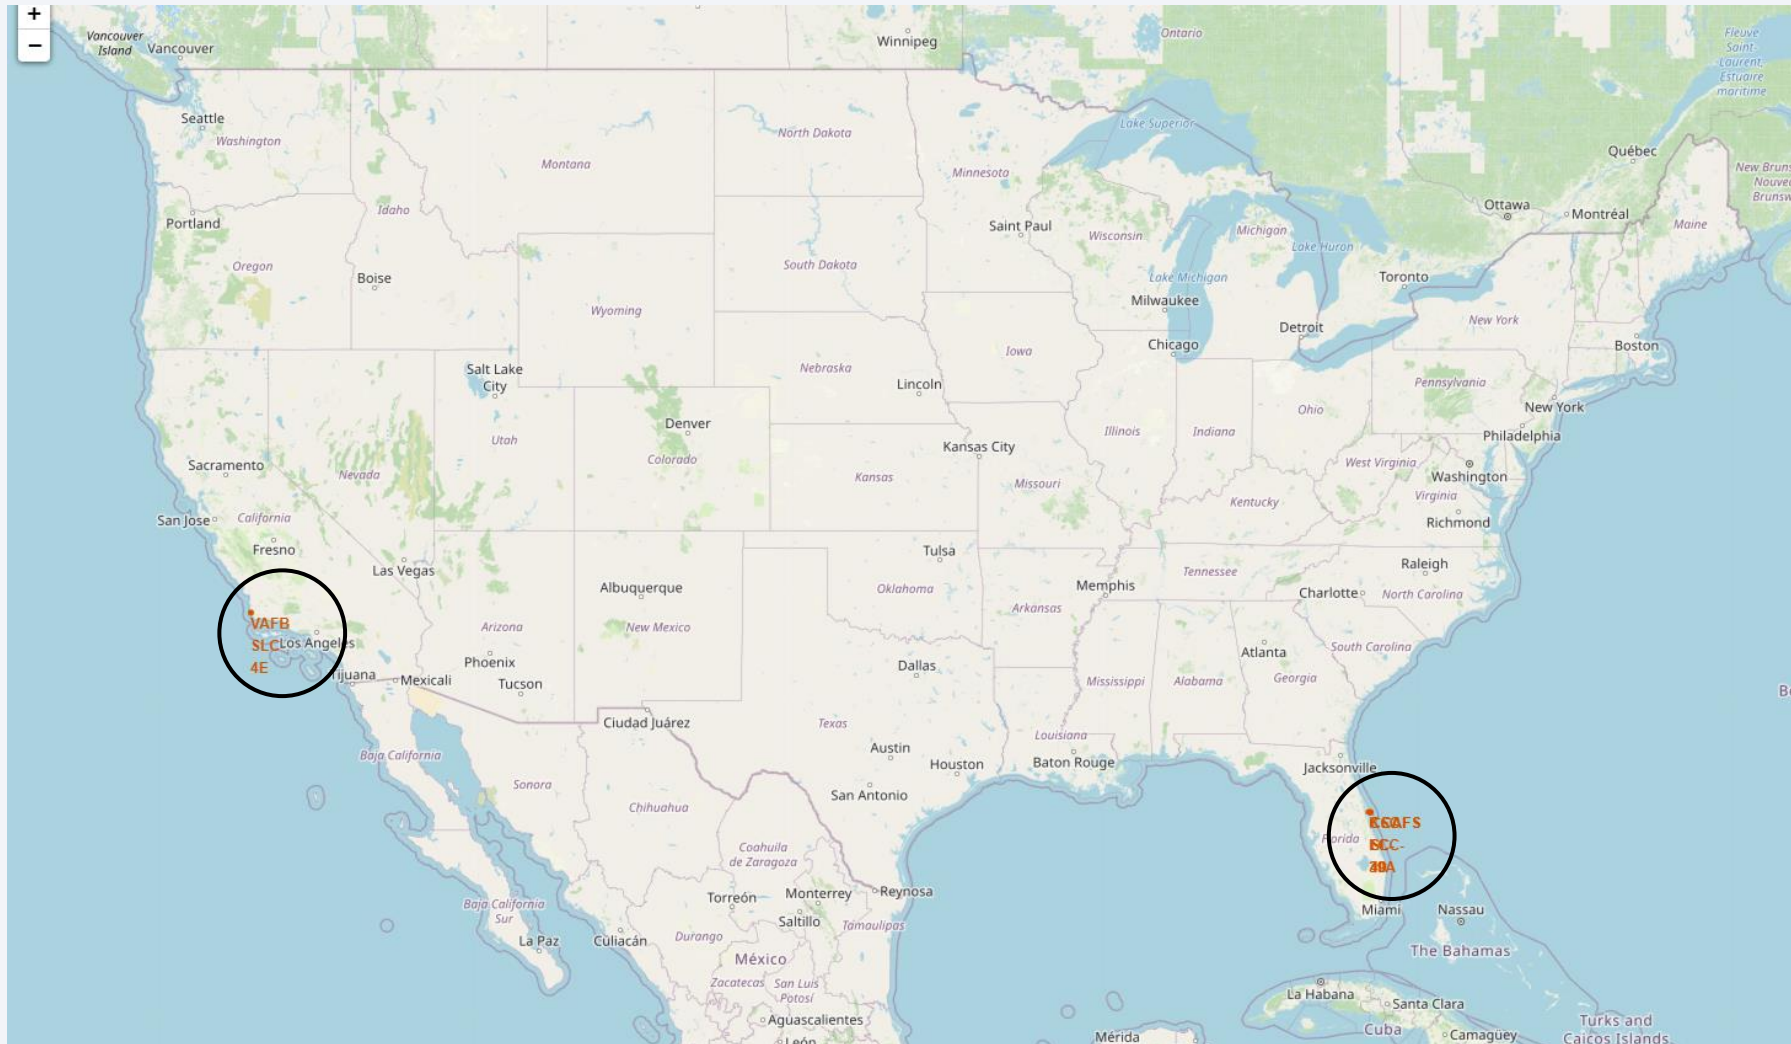 +
−
Vancouver
Island
Vancouver
Winnipeg
Ontario
Fleuve
Saint-
Laurent,
Estuaire
maritime
Seattle
Washington
Montana
North Dakota
Minnesota
Lake Superior
Québec
New Bruns
Nouvea
Brunsw
Portland
Idaho
Saint Paul
Wisconsin
Michigan
Lake Huron
Ottawa
Montréal
Maine
Oregon
Boise
South Dakota
Lake Michigan
Toronto
Wyoming
Milwaukee
Detroit
New York
Chicago
Iowa
Boston
Salt Lake
City
Nebraska
Lincoln
Pennsylvania
New York
Denver
Utah
Colorado
Kansas City
Illinois
Indiana
Ohio
Philadelphia
Sacramento
Nevada
Kansas
Missouri
West Virginia
Washington
Virginia
Kentucky
San Jose
California
Richmond
Fresno
Las Vegas
Tulsa
Tennessee
Raleigh
Albuquerque
Oklahoma
Memphis
Arkansas
Charlotte
North Carolina
VAFB
SLC-
4E
Los Angeles
Arizona
New Mexico
Phoenix
Dallas
Atlanta
South Carolina
Tijuana
Mexicali
Tucson
Mississippi
Alabama
Georgia
Ciudad Juárez
Texas
Louisiana
Baja California
Austin
Houston
Baton Rouge
Jacksonville
Sonora
San Antonio
Chihuahua
Florida
Coahuila
de Zaragoza
Torreón
Monterrey
Reynosa
Saltillo
Tamaulipas
Baja California
Sur
Durango
La Paz
Culiacán
México
Zacatecas
San Luis
Potosí
Aguascalientes
León
Miami
Nassau
The Bahamas
La Habana
Santa Clara
Cuba
Camagüey
Turks and
Caicos Islands
Mérida